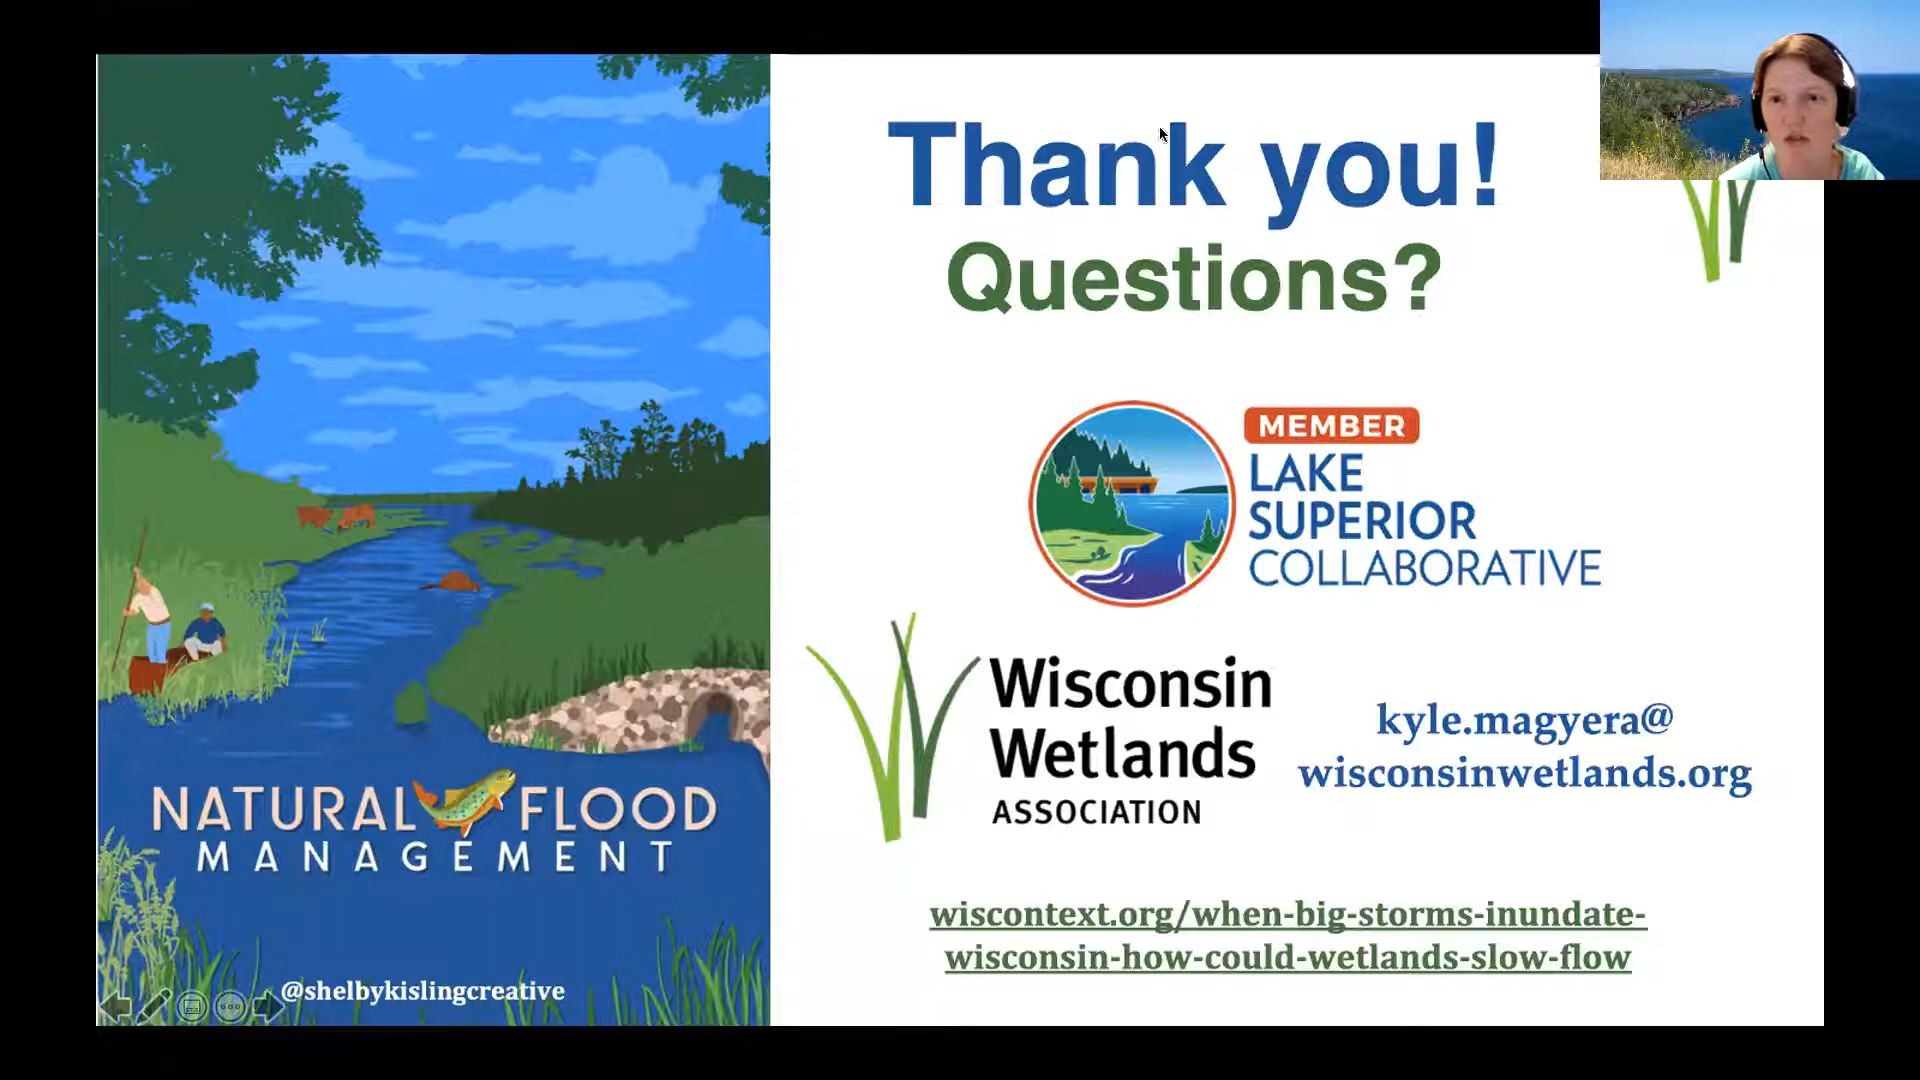 Thank you!
Questions?
MEMBER
LAKE
SUPERIOR
COLLABORATIVE
Wisconsin
Wetlands
ASSOCIATION
kyle.magyera@
wisconsinwetlands.org
NATURAL FLOOD
MANAGEMENT
wiscontext.org/when-big-storms-inundate-
wisconsin-how-could-wetlands-slow-flow
@shelbykislingcreative